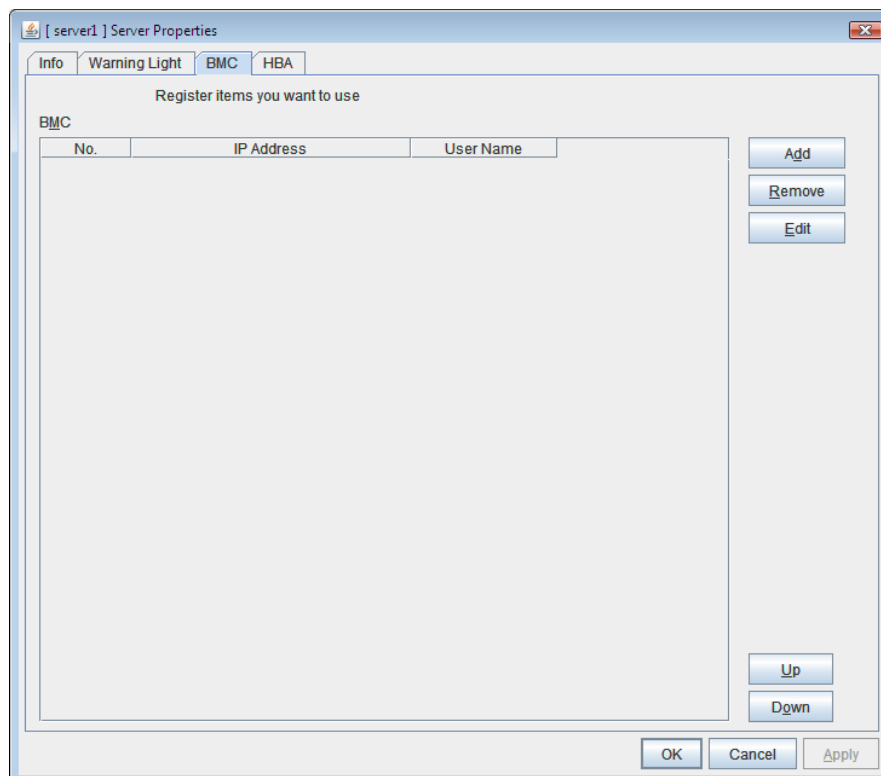 [ server1 ] Server Properties
Info Warning Light BMC HBA
Register items you want to use
BMC
No. IP Address User Name
Add
Remove
Edit
Up
Down
OK Cancel Apply